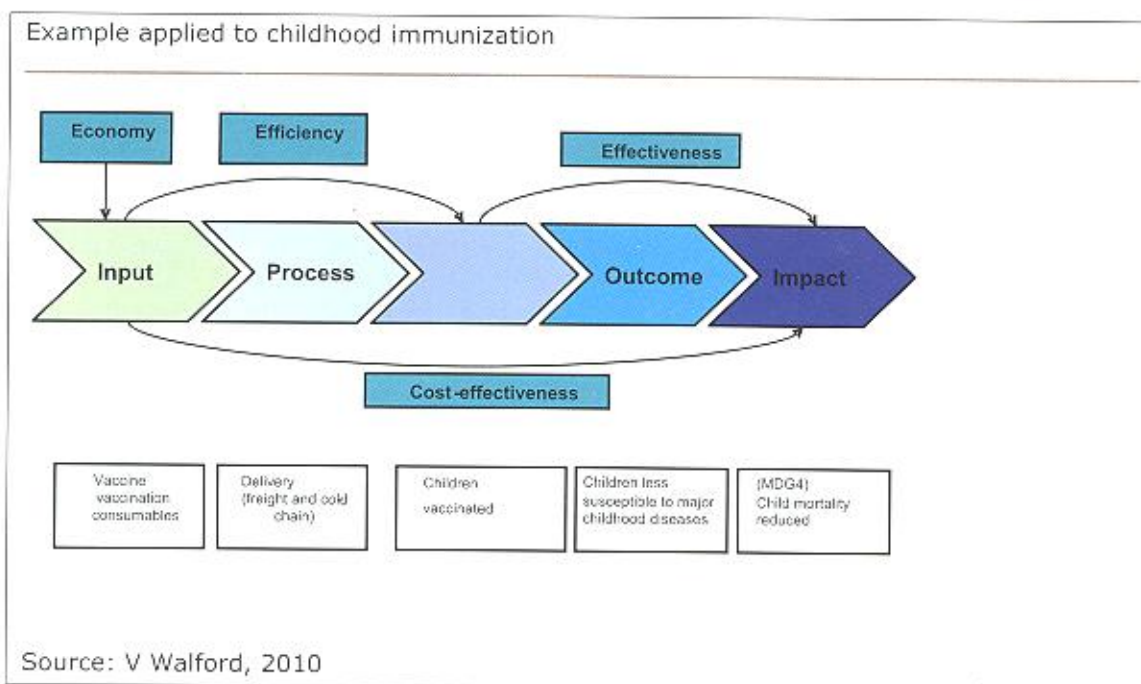 Example applied to childhood immunization
Economy
Efficiency
Effectiveness
Input
Process
Outcome
Impact
Cost-effectiveness
Vaccine
vaccination
consumables
Delivery
(freight and cold
chain)
Children
vaccinated
Children less
susceptible to major
childhood diseases
(MDG4)
Child mortality
reduced
Source: V Walford, 2010